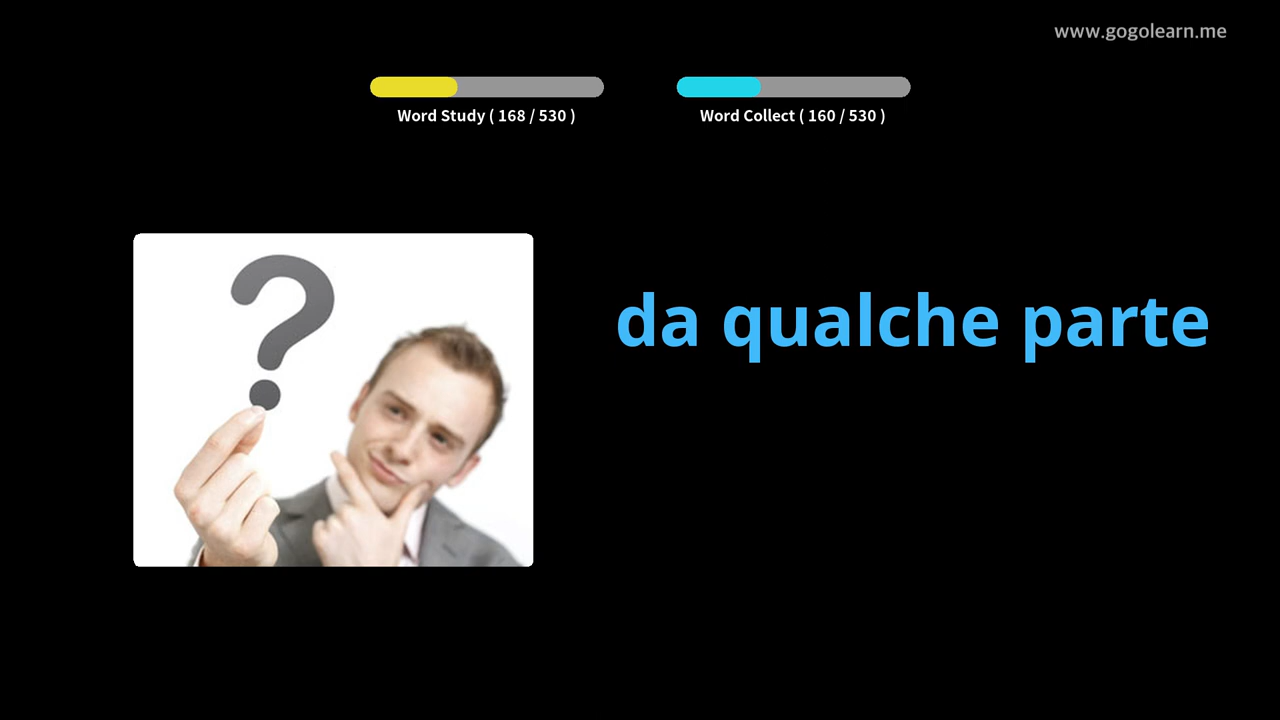 www.gogolearn.me
Word Study ( 168 / 530 )
Word Collect ( 160 / 530 )
?
da qualche parte